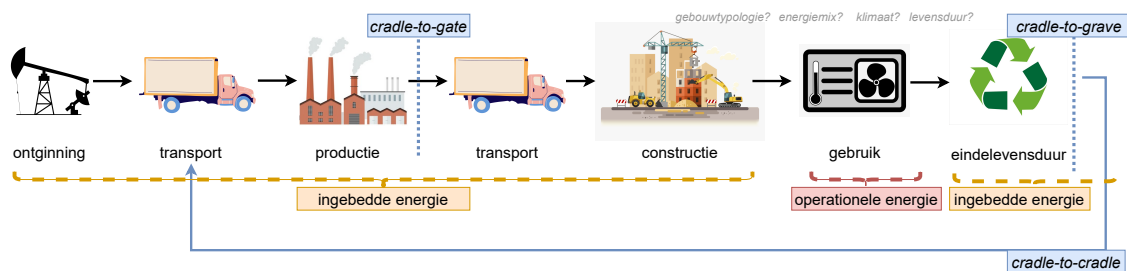 gebouwtypologie? energiemix? klimaat? levensduur?
cradle-to-gate
cradle-to-grave
ontginning
transport
productie
transport
constructie
gebruik
eindelevensduur
ingebedde energie
operationele energie
ingebedde energie
cradle-to-cradle